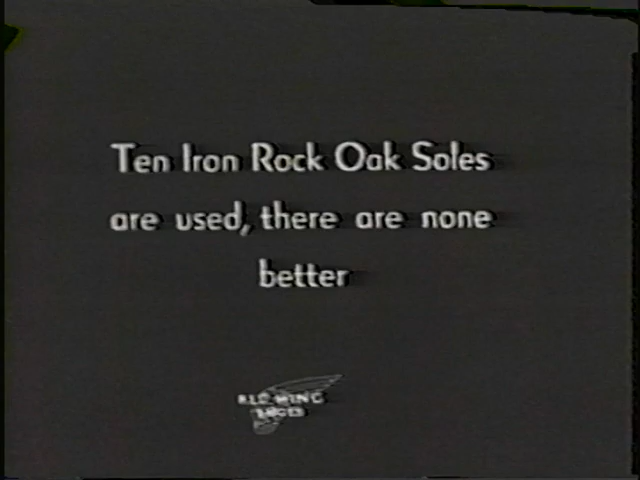 Ten Iron Rock Oak Soles
are used, there are none
better
RED WING
SHOES